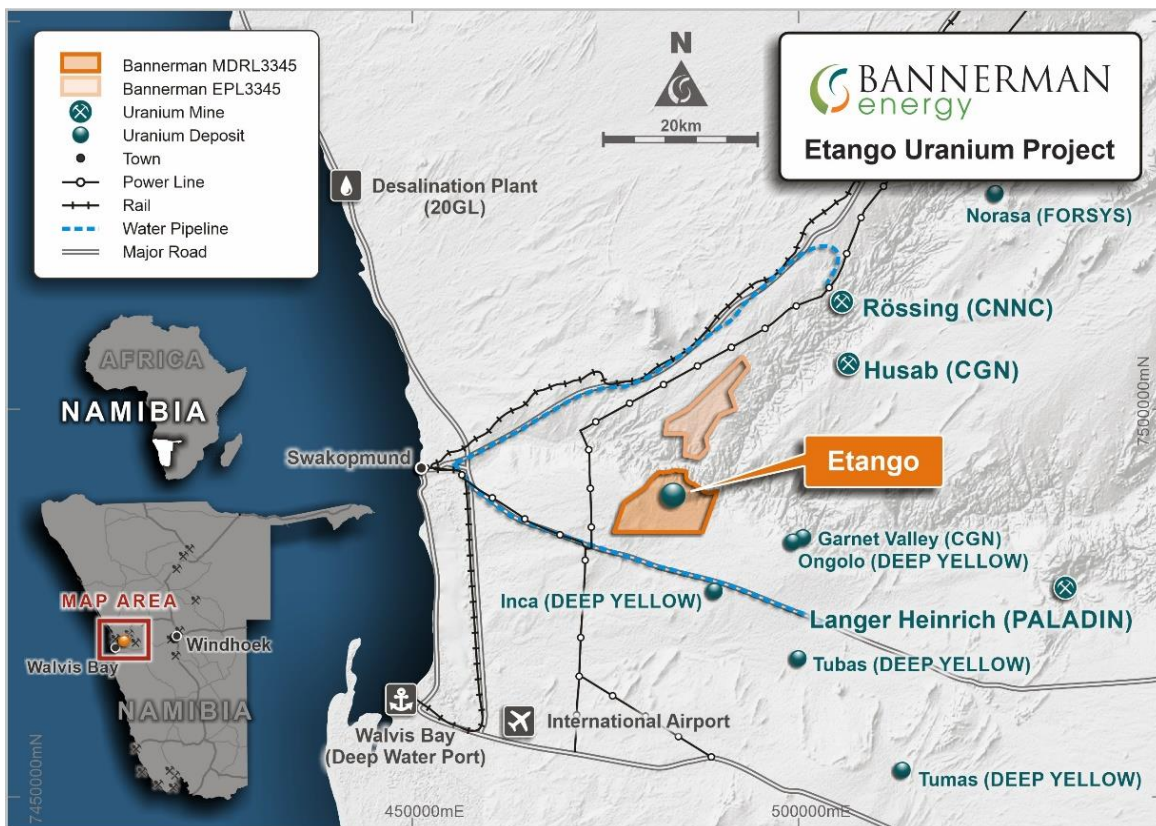 Bannerman MDRL3345
Bannerman EPL3345
Uranium Mine
Uranium Deposit
Town
Power Line
Rail
Water Pipeline
Major Road
N
20km
BANNERMAN
energy
Etango Uranium Project
Desalination Plant
(20GL)
Norasa (FORSYS)
Rössing (CNNC)
Husab (CGN)
7500000mN
AFRICA
NAMIBIA
Swakopmund
Etango
Garnet Valley (CGN)
Ongolo (DEEP YELLOW)
Inca (DEEP YELLOW)
Langer Heinrich (PALADIN)
Tubas (DEEP YELLOW)
MAP AREA
Windhoek
Walvis Bay
NAMIBIA
International Airport
Walvis Bay
(Deep Water Port)
Tumas (DEEP YELLOW)
7450000mN
450000mE
500000mE